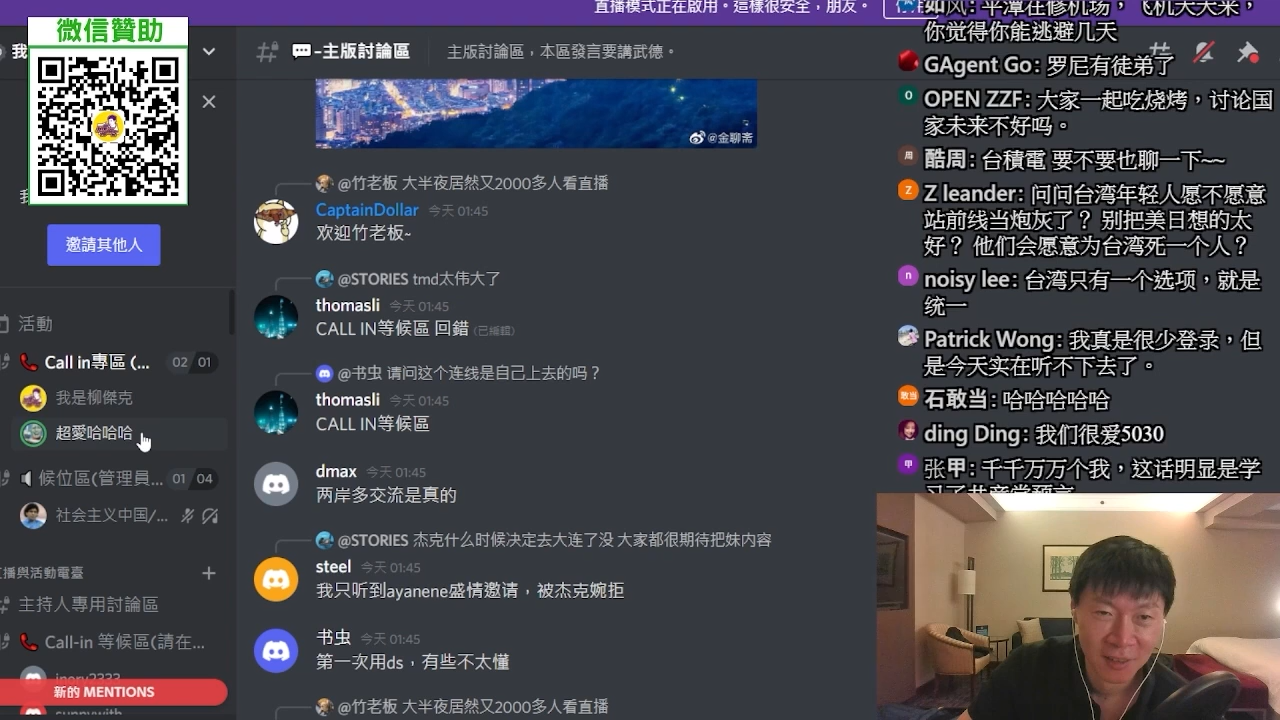 直播模式正在啟用。這樣很安全，朋友。
微信贊助
我
邀請其他人
活動
Call in專區 (...
02 01
我是柳傑克
超愛哈哈哈
候位區(管理員...
01 04
社会主义中国/...
直播與活動電臺
主持人專用討論區
Call-in 等候區(請在...
新的 MENTIONS
-主版討論區
主版討論區，本區發言要講武德。
@金聊斋
@竹老板 大半夜居然又2000多人看直播
CaptainDollar 今天 01:45
欢迎竹老板~
@STORIES tmd太伟大了
thomasli 今天 01:45
CALL IN等候區 回錯 (已編輯)
@书虫 请问这个连线是自己上去的吗？
thomasli 今天 01:45
CALL IN等候區
dmax 今天 01:45
两岸多交流是真的
@STORIES 杰克什么时候决定去大连了没 大家都很期待把妹内容
steel 今天 01:45
我只听到ayanene盛情邀请，被杰克婉拒
书虫 今天 01:45
第一次用ds，有些不太懂
@竹老板 大半夜居然又2000多人看直播
如风: 平潭在修机场，飞机天天来，
你觉得你能逃避几天
GAgent Go: 罗尼有徒弟了
OPEN ZZF: 大家一起吃烧烤，讨论国
家未来不好吗。
酷周: 台積電 要不要也聊一下~~
Z leander: 问问台湾年轻人愿不愿意
站前线当炮灰了？ 别把美日想的太
好？ 他们会愿意为台湾死一个人？
noisy lee: 台湾只有一个选项，就是
统一
Patrick Wong: 我真是很少登录，但
是今天实在听不下去了。
石敢当: 哈哈哈哈哈
ding Ding: 我们很爱5030
张甲: 千千万万个我，这话明显是学